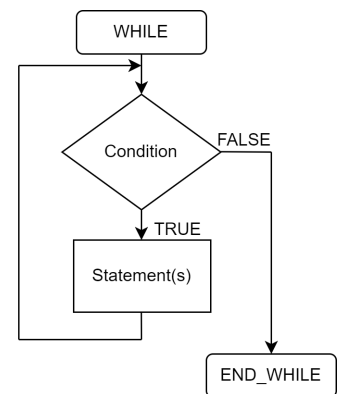 WHILE
Condition
FALSE
TRUE
Statement(s)
END_WHILE